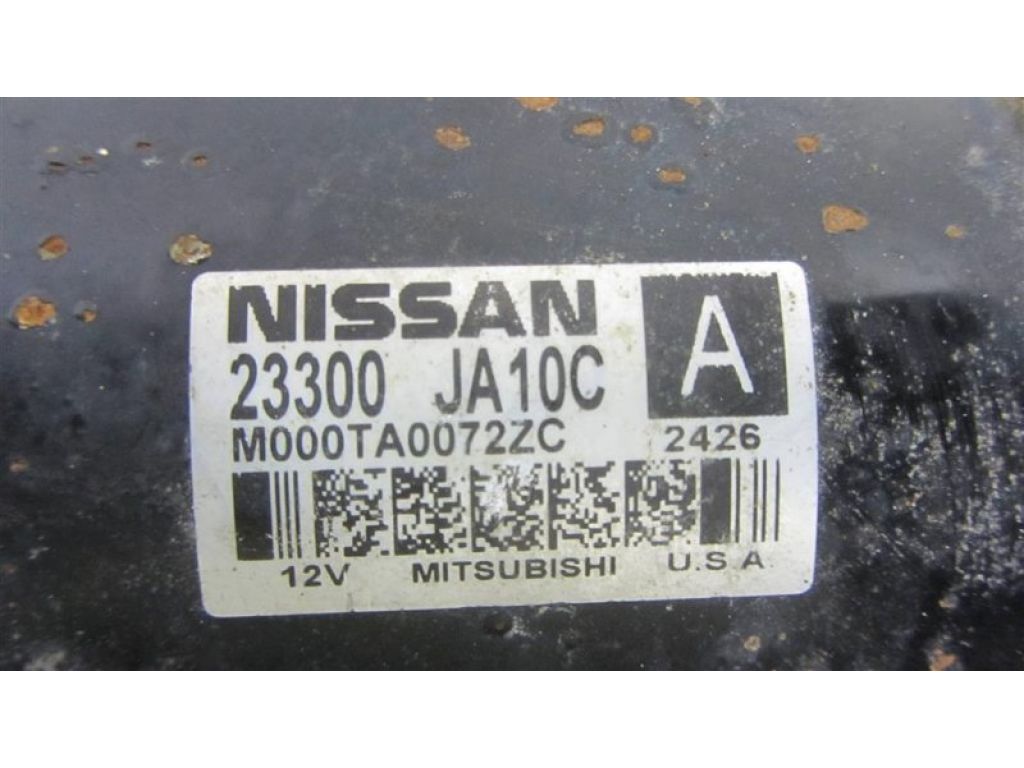 NISSAN A
23300 JA10C
M000TA0072ZC 2426
12V MITSUBISHI U.S A